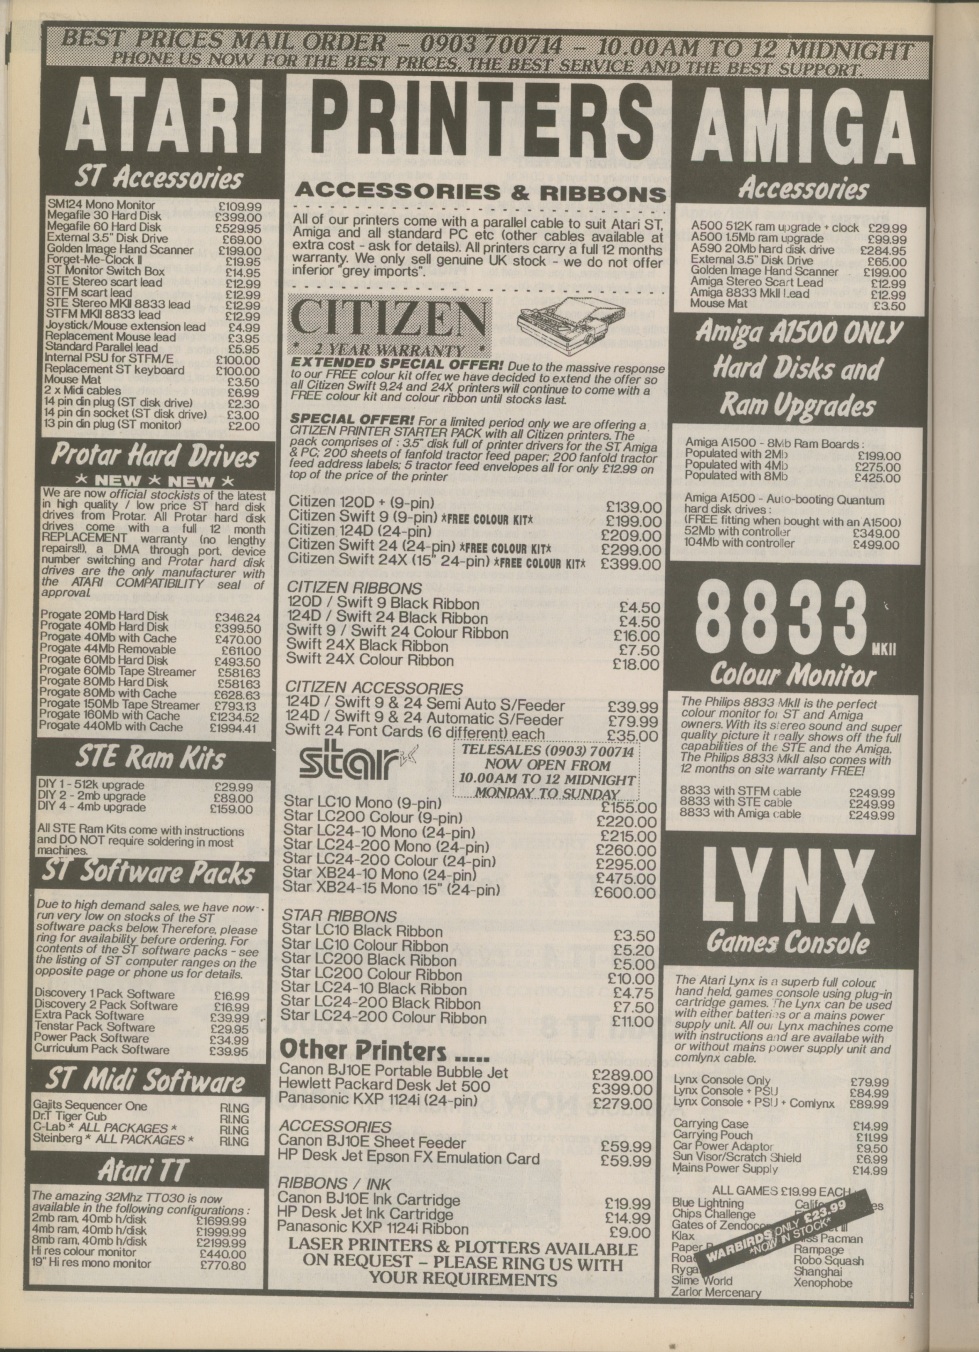 BEST PRICES MAIL ORDER – 0903 700714 – 10.00AM TO 12 MIDNIGHT
PHONE US NOW FOR THE BEST PRICES, THE BEST SERVICE AND THE BEST SUPPORT.
ATARI
ST Accessories
SM124 Mono Monitor £109.99
Megafile 30 Hard Disk £399.00
Megafile 60 Hard Disk £529.95
External 3.5" Disk Drive £69.00
Golden Image Hand Scanner £199.00
Forget-Me-Clock II £19.95
ST Monitor Switch Box £14.95
STE Stereo scart lead £12.99
STFM scart lead £12.99
STE Stereo MKII 8833 lead £12.99
STFM MKII 8833 lead £12.99
Joystick/Mouse extension lead £4.99
Replacement Mouse lead £3.95
Standard Parallel lead £5.95
Internal PSU for STFM/E £100.00
Replacement ST keyboard £100.00
Mouse Mat £3.50
2 x Midi cables £6.99
14 pin din plug (ST disk drive) £2.30
14 pin din socket (ST disk drive) £3.00
13 pin din plug (ST monitor) £2.00
Protar Hard Drives
★ NEW ★ NEW ★
We are now official stockists of the latest
in high quality / low price ST hard disk
drives from Protar. All Protar hard disk
drives come with a full 12 month
REPLACEMENT warranty (no lengthy
repairs!!), a DMA through port, device
number switching and Protar hard disk
drives are the only manufacturer with
the ATARI COMPATIBILITY seal of
approval.
Progate 20Mb Hard Disk £346.24
Progate 40Mb Hard Disk £399.50
Progate 40Mb with Cache £470.00
Progate 44Mb Removable £611.00
Progate 60Mb Hard Disk £493.50
Progate 60Mb Tape Streamer £581.63
Progate 80Mb Hard Disk £581.63
Progate 80Mb with Cache £628.63
Progate 150Mb Tape Streamer £793.13
Progate 160Mb with Cache £1234.52
Progate 440Mb with Cache £1994.41
STE Ram Kits
DIY 1 - 512k upgrade £29.99
DIY 2 - 2mb upgrade £89.00
DIY 4 - 4mb upgrade £159.00
All STE Ram Kits come with instructions
and DO NOT require soldering in most
machines.
ST Software Packs
Due to high demand sales, we have now
run very low on stocks of the ST
software packs below. Therefore, please
ring for availability before ordering. For
contents of the ST software packs - see
the listing of ST computer ranges on the
opposite page or phone us for details.
Discovery 1 Pack Software £16.99
Discovery 2 Pack Software £16.99
Extra Pack Software £39.99
Tenstar Pack Software £29.95
Power Pack Software £34.99
Curriculum Pack Software £39.95
ST Midi Software
Gajits Sequencer One RING
Dr.T Tiger Cub RING
C-Lab * ALL PACKAGES * RING
Steinberg * ALL PACKAGES * RING
Atari TT
The amazing 32Mhz TT030 is now
available in the following configurations :
2mb ram, 40mb h/disk £1699.99
4mb ram, 40mb h/disk £1999.99
8mb ram, 40mb h/disk £2199.99
Hi res colour monitor £440.00
19" Hi res mono monitor £770.80
PRINTERS
ACCESSORIES & RIBBONS
All of our printers come with a parallel cable to suit Atari ST,
Amiga and all standard PC etc (other cables available at
extra cost - ask for details). All printers carry a full 12 months
warranty. We only sell genuine UK stock - we do not offer
inferior "grey imports".
CITIZEN
* 2 YEAR WARRANTY *
EXTENDED SPECIAL OFFER! Due to the massive response
to our FREE colour kit offer, we have decided to extend the offer so
all Citizen Swift 9,24 and 24X printers will continue to come with a
FREE colour kit and colour ribbon until stocks last.
SPECIAL OFFER! For a limited period only we are offering a
CITIZEN PRINTER STARTER PACK with all Citizen printers. The
pack comprises of : 3.5" disk full of printer drivers for the ST, Amiga
& PC; 200 sheets of fanfold tractor feed paper; 200 fanfold tractor
feed address labels; 5 tractor feed envelopes all for only £12.99 on
top of the price of the printer
Citizen 120D + (9-pin) £139.00
Citizen Swift 9 (9-pin) *FREE COLOUR KIT* £199.00
Citizen 124D (24-pin) £209.00
Citizen Swift 24 (24-pin) *FREE COLOUR KIT* £299.00
Citizen Swift 24X (15" 24-pin) *FREE COLOUR KIT* £399.00
CITIZEN RIBBONS
120D / Swift 9 Black Ribbon £4.50
124D / Swift 24 Black Ribbon £4.50
Swift 9 / Swift 24 Colour Ribbon £16.00
Swift 24X Black Ribbon £7.50
Swift 24X Colour Ribbon £18.00
CITIZEN ACCESSORIES
124D / Swift 9 & 24 Semi Auto S/Feeder £39.99
124D / Swift 9 & 24 Automatic S/Feeder £79.99
Swift 24 Font Cards (6 different) each £35.00
star
TELESALES (0903) 700714
NOW OPEN FROM
10.00AM TO 12 MIDNIGHT
MONDAY TO SUNDAY
Star LC10 Mono (9-pin) £155.00
Star LC200 Colour (9-pin) £220.00
Star LC24-10 Mono (24-pin) £215.00
Star LC24-200 Mono (24-pin) £260.00
Star LC24-200 Colour (24-pin) £295.00
Star XB24-10 Mono (24-pin) £475.00
Star XB24-15 Mono 15" (24-pin) £600.00
STAR RIBBONS
Star LC10 Black Ribbon £3.50
Star LC10 Colour Ribbon £5.20
Star LC200 Black Ribbon £5.00
Star LC200 Colour Ribbon £10.00
Star LC24-10 Black Ribbon £4.75
Star LC24-200 Black Ribbon £7.50
Star LC24-200 Colour Ribbon £11.00
Other Printers .....
Canon BJ10E Portable Bubble Jet £289.00
Hewlett Packard Desk Jet 500 £399.00
Panasonic KXP 1124i (24-pin) £279.00
ACCESSORIES
Canon BJ10E Sheet Feeder £59.99
HP Desk Jet Epson FX Emulation Card £59.99
RIBBONS / INK
Canon BJ10E Ink Cartridge £19.99
HP Desk Jet Ink Cartridge £14.99
Panasonic KXP 1124i Ribbon £9.00
LASER PRINTERS & PLOTTERS AVAILABLE
ON REQUEST – PLEASE RING US WITH
YOUR REQUIREMENTS
AMIGA
Accessories
A500 512K ram upgrade + clock £29.99
A500 1.5Mb ram upgrade £99.99
A590 20Mb hard disk drive £284.95
External 3.5" Disk Drive £65.00
Golden Image Hand Scanner £199.00
Amiga Stereo Scart Lead £12.99
Amiga 8833 MkII Lead £12.99
Mouse Mat £3.50
Amiga A1500 ONLY
Hard Disks and
Ram Upgrades
Amiga A1500 - 8Mb Ram Boards :
Populated with 2Mb £199.00
Populated with 4Mb £275.00
Populated with 8Mb £425.00
Amiga A1500 - Auto-booting Quantum
hard disk drives :
(FREE fitting when bought with an A1500)
52Mb with controller £349.00
104Mb with controller £499.00
8833 MKII
Colour Monitor
The Philips 8833 MkII is the perfect
colour monitor for ST and Amiga
owners. With its stereo sound and super
quality picture it really shows off the full
capabilities of the STE and the Amiga.
The Philips 8833 MkII also comes with
12 months on site warranty FREE!
8833 with STFM cable £249.99
8833 with STE cable £249.99
8833 with Amiga cable £249.99
LYNX
Games Console
The Atari Lynx is a superb full colour,
hand held, games console using plug-in
cartridge games. The Lynx can be used
with either batteries or a mains power
supply unit. All our Lynx machines come
with instructions and are availabe with
or without mains power supply unit and
comlynx cable.
Lynx Console Only £79.99
Lynx Console + PSU £84.99
Lynx Console + PSU + Comlynx £89.99
Carrying Case £14.99
Carrying Pouch £11.99
Car Power Adaptor £9.50
Sun Visor/Scratch Shield £6.99
Mains Power Supply £14.99
ALL GAMES £19.99 EACH
Blue Lightning
Chips Challenge
Gates of Zendoco
Klax
Paper
Roa
Ryga
Slime World
Zarlor Mercenary
Pacman
Rampage
Robo Squash
Shanghai
Xenophobe
WARBIRDS ONLY £23.99
*NOW IN STOCK*